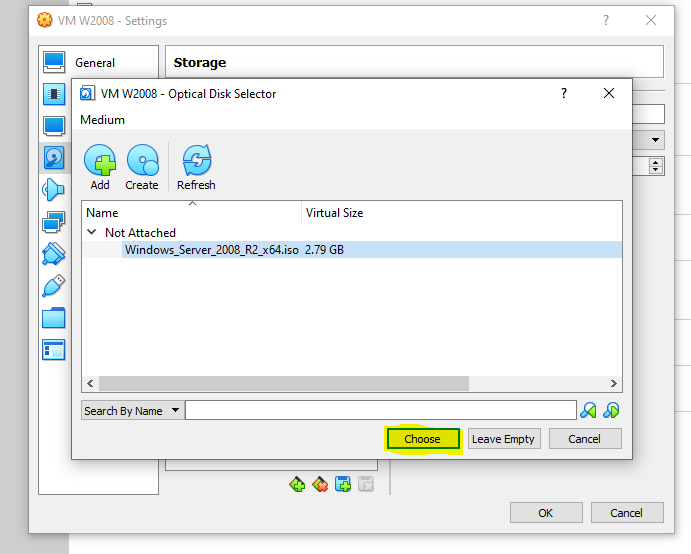 VM W2008 - Settings
General
Storage
VM W2008 - Optical Disk Selector
Medium
Add Create Refresh
Name Virtual Size
Not Attached
Windows_Server_2008_R2_x64.iso 2.79 GB
Search By Name
Choose Leave Empty Cancel
OK Cancel